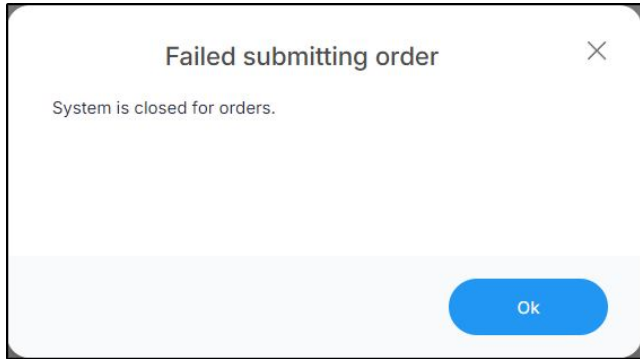 Failed submitting order
System is closed for orders.
Ok